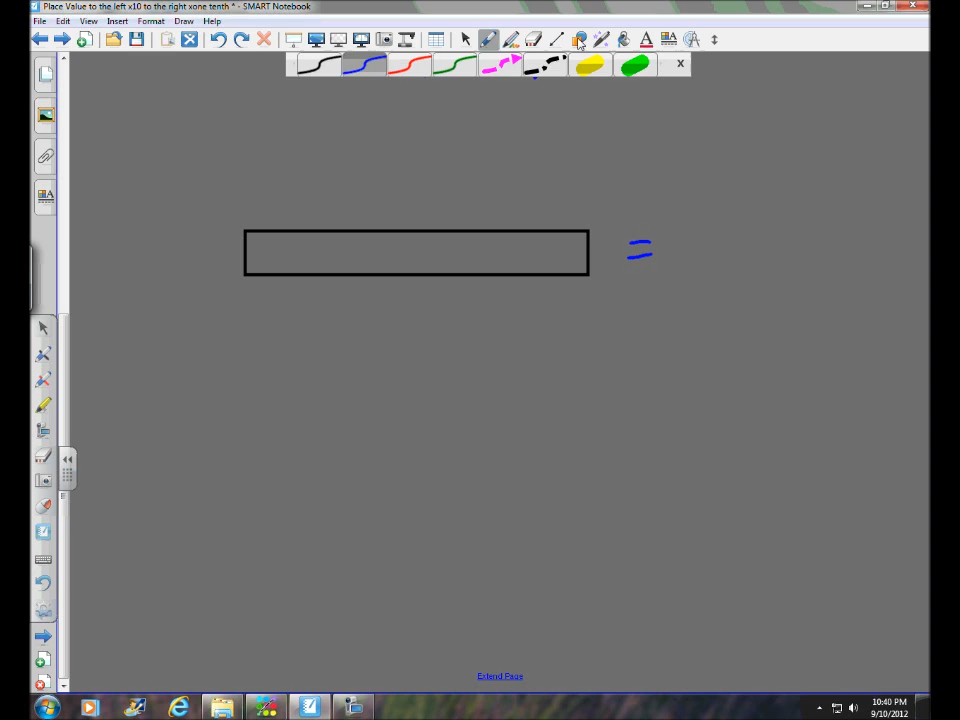 Place Value to the left x10 to the right xone tenth * - SMART Notebook
File Edit View Insert Format Draw Help
X
=
Extend Page
10:40 PM
9/10/2012